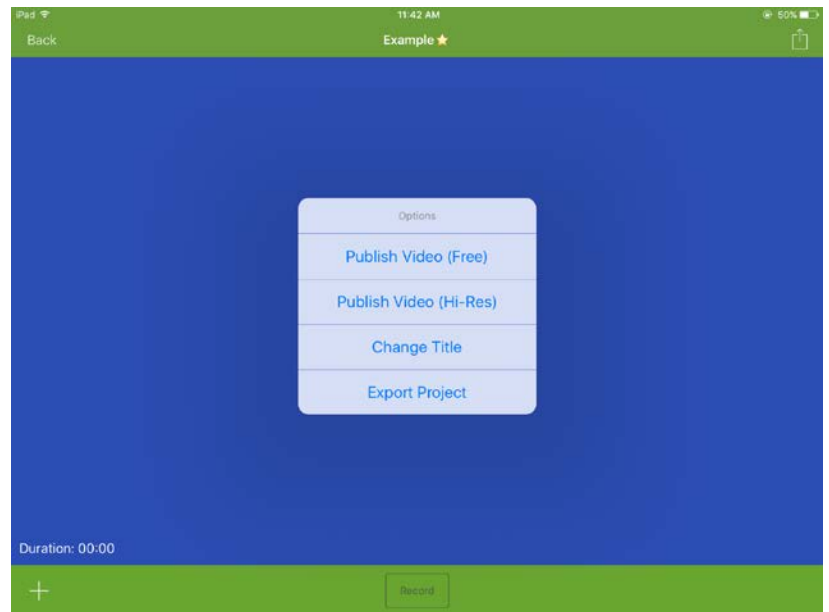 iPad 11:42 AM 50%
Back Example⭐
Options
Publish Video (Free)
Publish Video (Hi-Res)
Change Title
Export Project
Duration: 00:00
Record